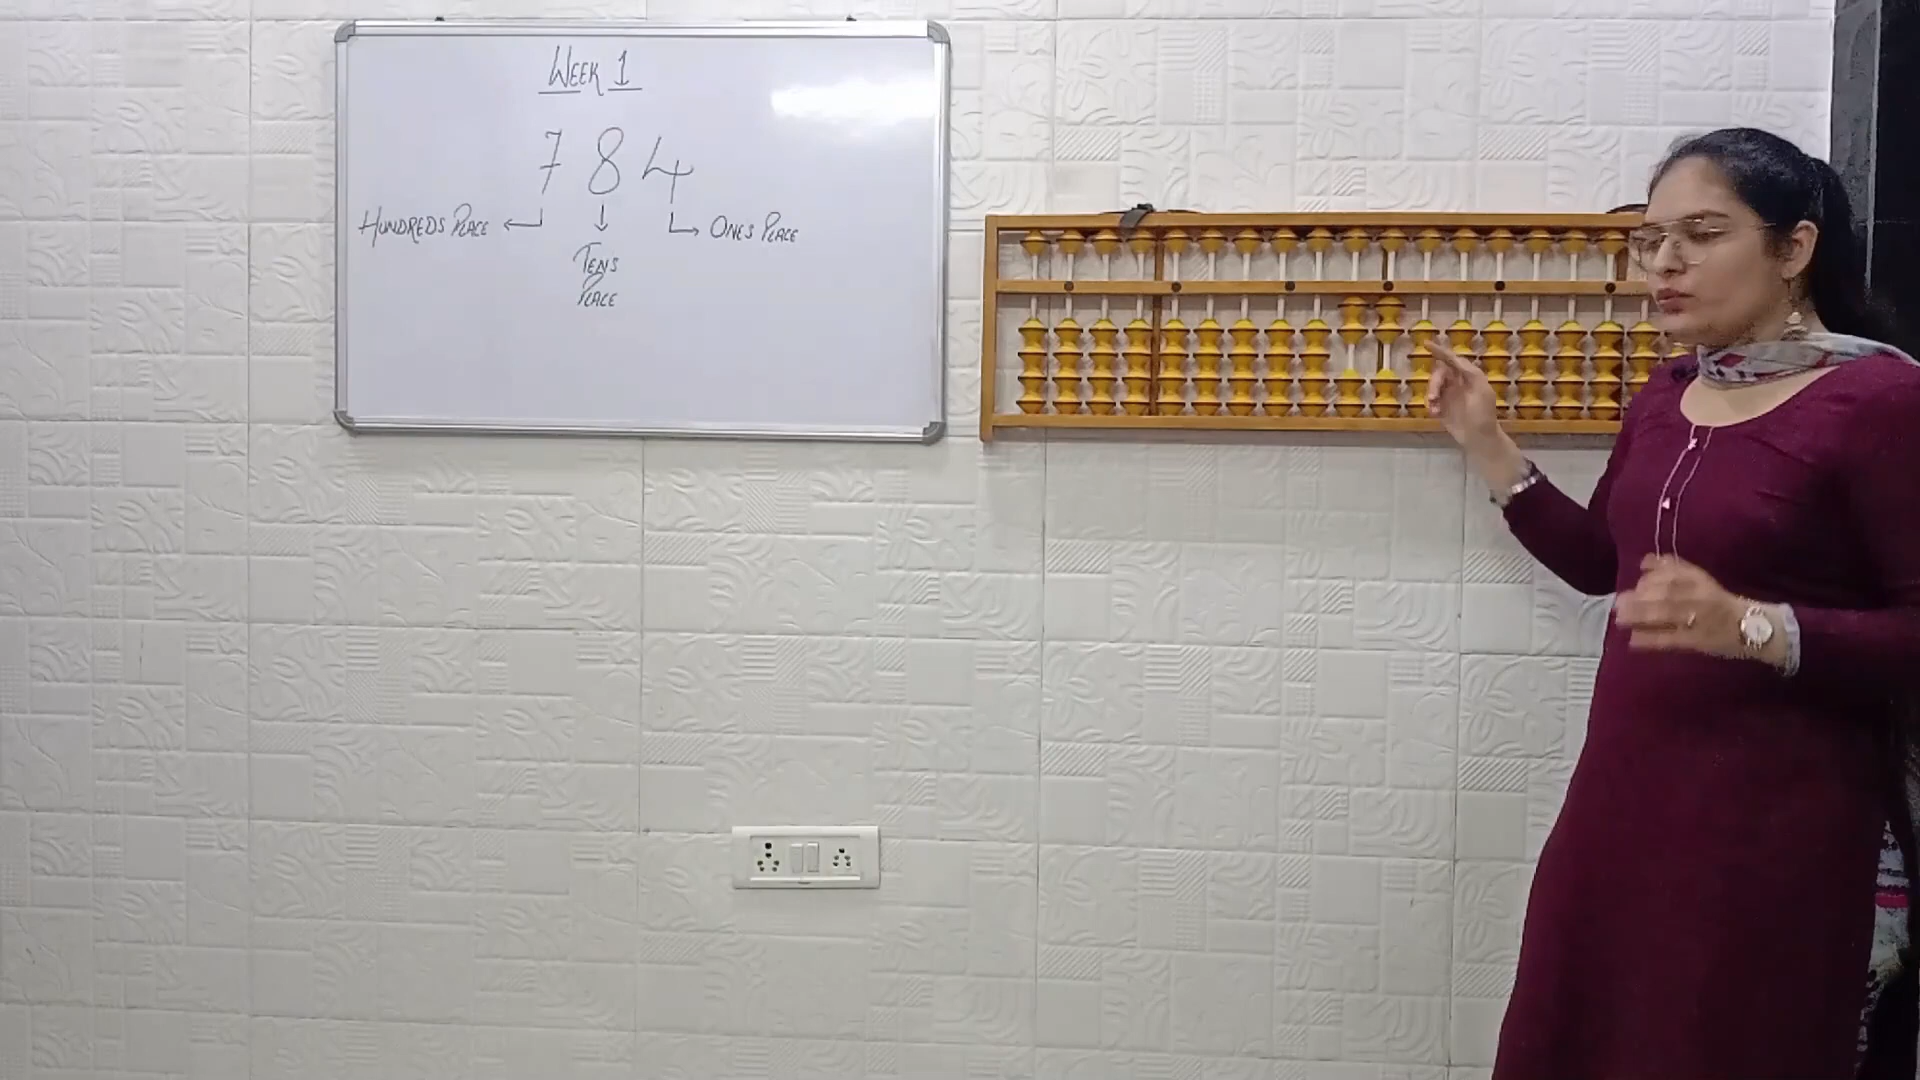 WEEK 1
7 8 4
HUNDREDS PLACE ONES PLACE
TENS
PLACE